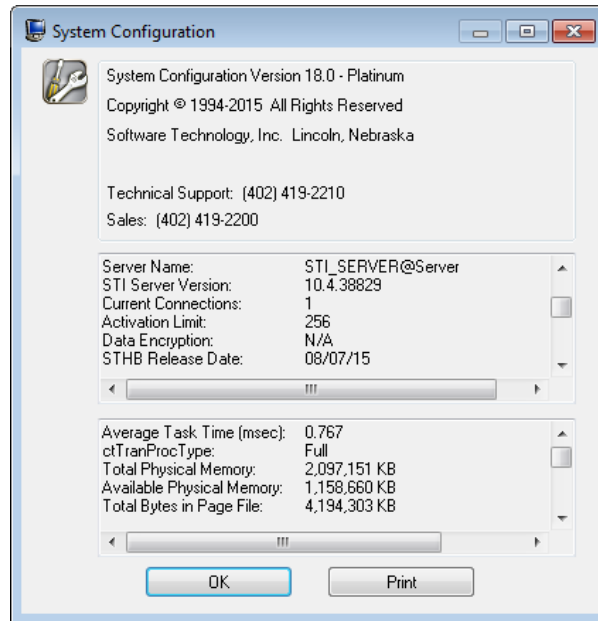 System Configuration
System Configuration Version 18.0 - Platinum
Copyright © 1994-2015 All Rights Reserved
Software Technology, Inc. Lincoln, Nebraska
Technical Support: (402) 419-2210
Sales: (402) 419-2200
Server Name: STI_SERVER@Server
STI Server Version: 10.4.38829
Current Connections: 1
Activation Limit: 256
Data Encryption: N/A
STHB Release Date: 08/07/15
Average Task Time (msec): 0.767
ctTranProcType: Full
Total Physical Memory: 2,097,151 KB
Available Physical Memory: 1,158,660 KB
Total Bytes in Page File: 4,194,303 KB
OK Print